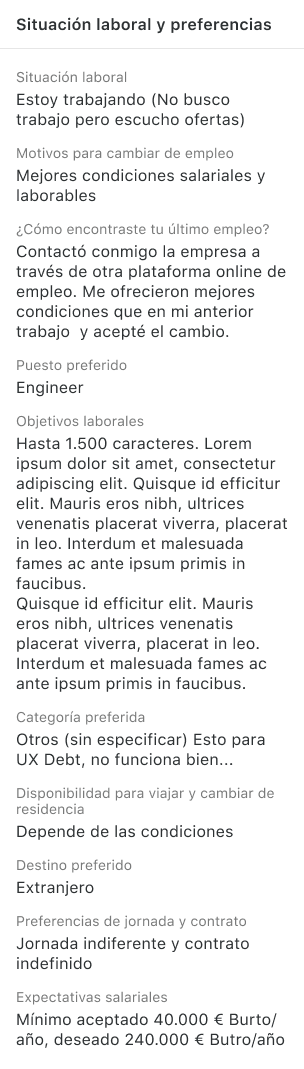 Situación laboral y preferencias
Situación laboral
Estoy trabajando (No busco
trabajo pero escucho ofertas)
Motivos para cambiar de empleo
Mejores condiciones salariales y
laborables
¿Cómo encontraste tu último empleo?
Contactó conmigo la empresa a
través de otra plataforma online de
empleo. Me ofrecieron mejores
condiciones que en mi anterior
trabajo  y acepté el cambio.
Puesto preferido
Engineer
Objetivos laborales
Hasta 1.500 caracteres. Lorem
ipsum dolor sit amet, consectetur
adipiscing elit. Quisque id efficitur
elit. Mauris eros nibh, ultrices
venenatis placerat viverra, placerat
in leo. Interdum et malesuada
fames ac ante ipsum primis in
faucibus.
Quisque id efficitur elit. Mauris
eros nibh, ultrices venenatis
placerat viverra, placerat in leo.
Interdum et malesuada fames ac
ante ipsum primis in faucibus.
Categoría preferida
Otros (sin especificar) Esto para
UX Debt, no funciona bien...
Disponibilidad para viajar y cambiar de
residencia
Depende de las condiciones
Destino preferido
Extranjero
Preferencias de jornada y contrato
Jornada indiferente y contrato
indefinido
Expectativas salariales
Mínimo aceptado 40.000 € Burto/
año, deseado 240.000 € Butro/año